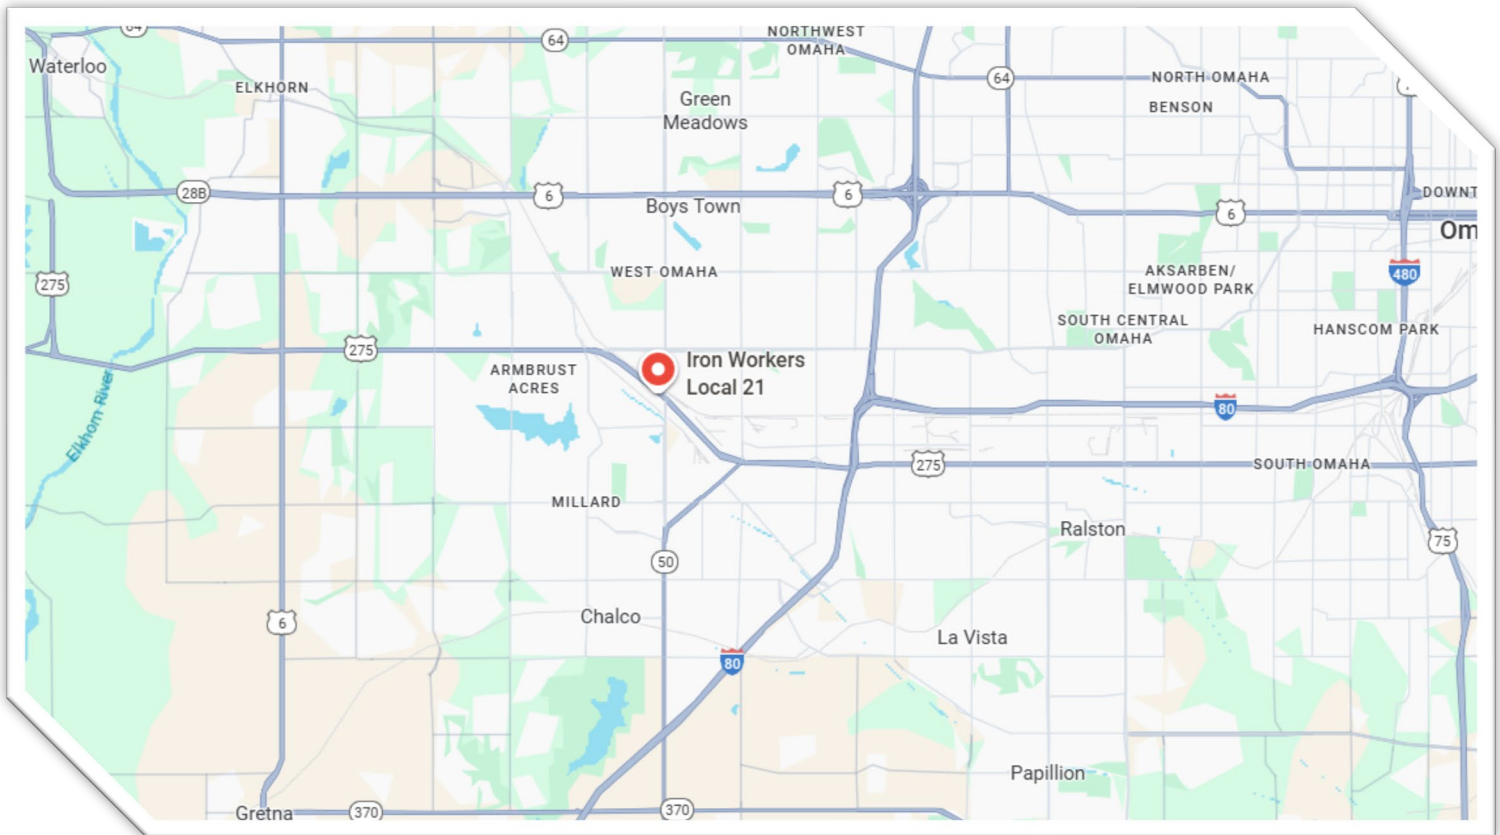 64
NORTHWEST
OMAHA
64
Waterloo
ELKHORN
64
NORTH OMAHA
Green
Meadows
BENSON
28B
6
6
Boys Town
6
DOWNT
Om
275
WEST OMAHA
AKSARBEN/
ELMWOOD PARK
480
SOUTH CENTRAL
OMAHA
HANSCOM PARK
275
Iron Workers
Local 21
ARMBRUST
ACRES
Elkhorn River
80
275
SOUTH OMAHA
MILLARD
Ralston
75
50
Chalco
6
La Vista
80
Papillion
Gretna
370
370